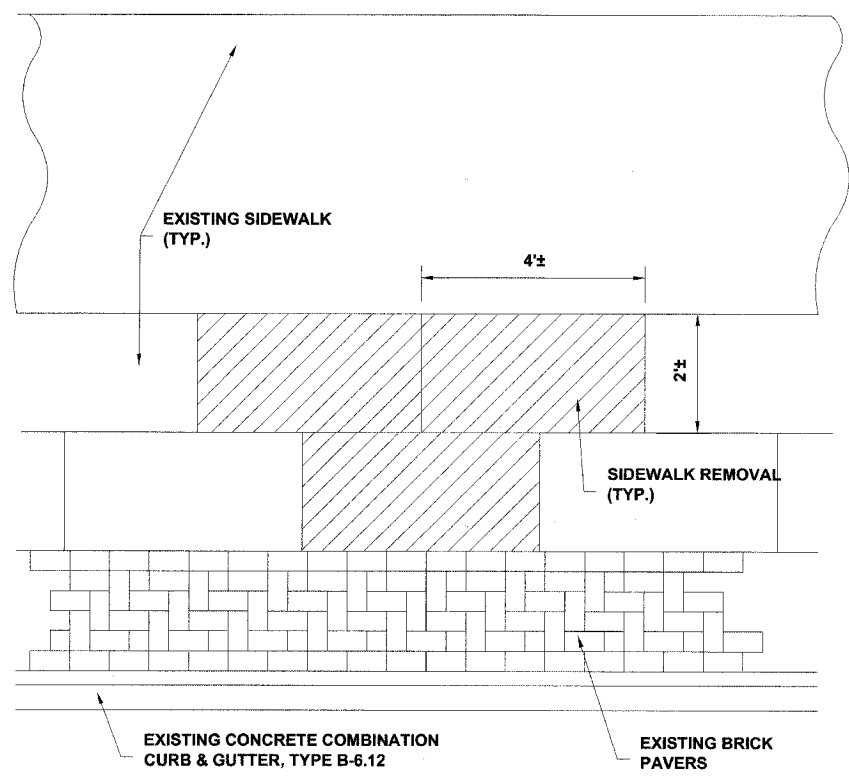 EXISTING SIDEWALK
(TYP.)
4'±
2'±
SIDEWALK REMOVAL
(TYP.)
EXISTING CONCRETE COMBINATION
CURB & GUTTER, TYPE B-6.12
EXISTING BRICK
PAVERS